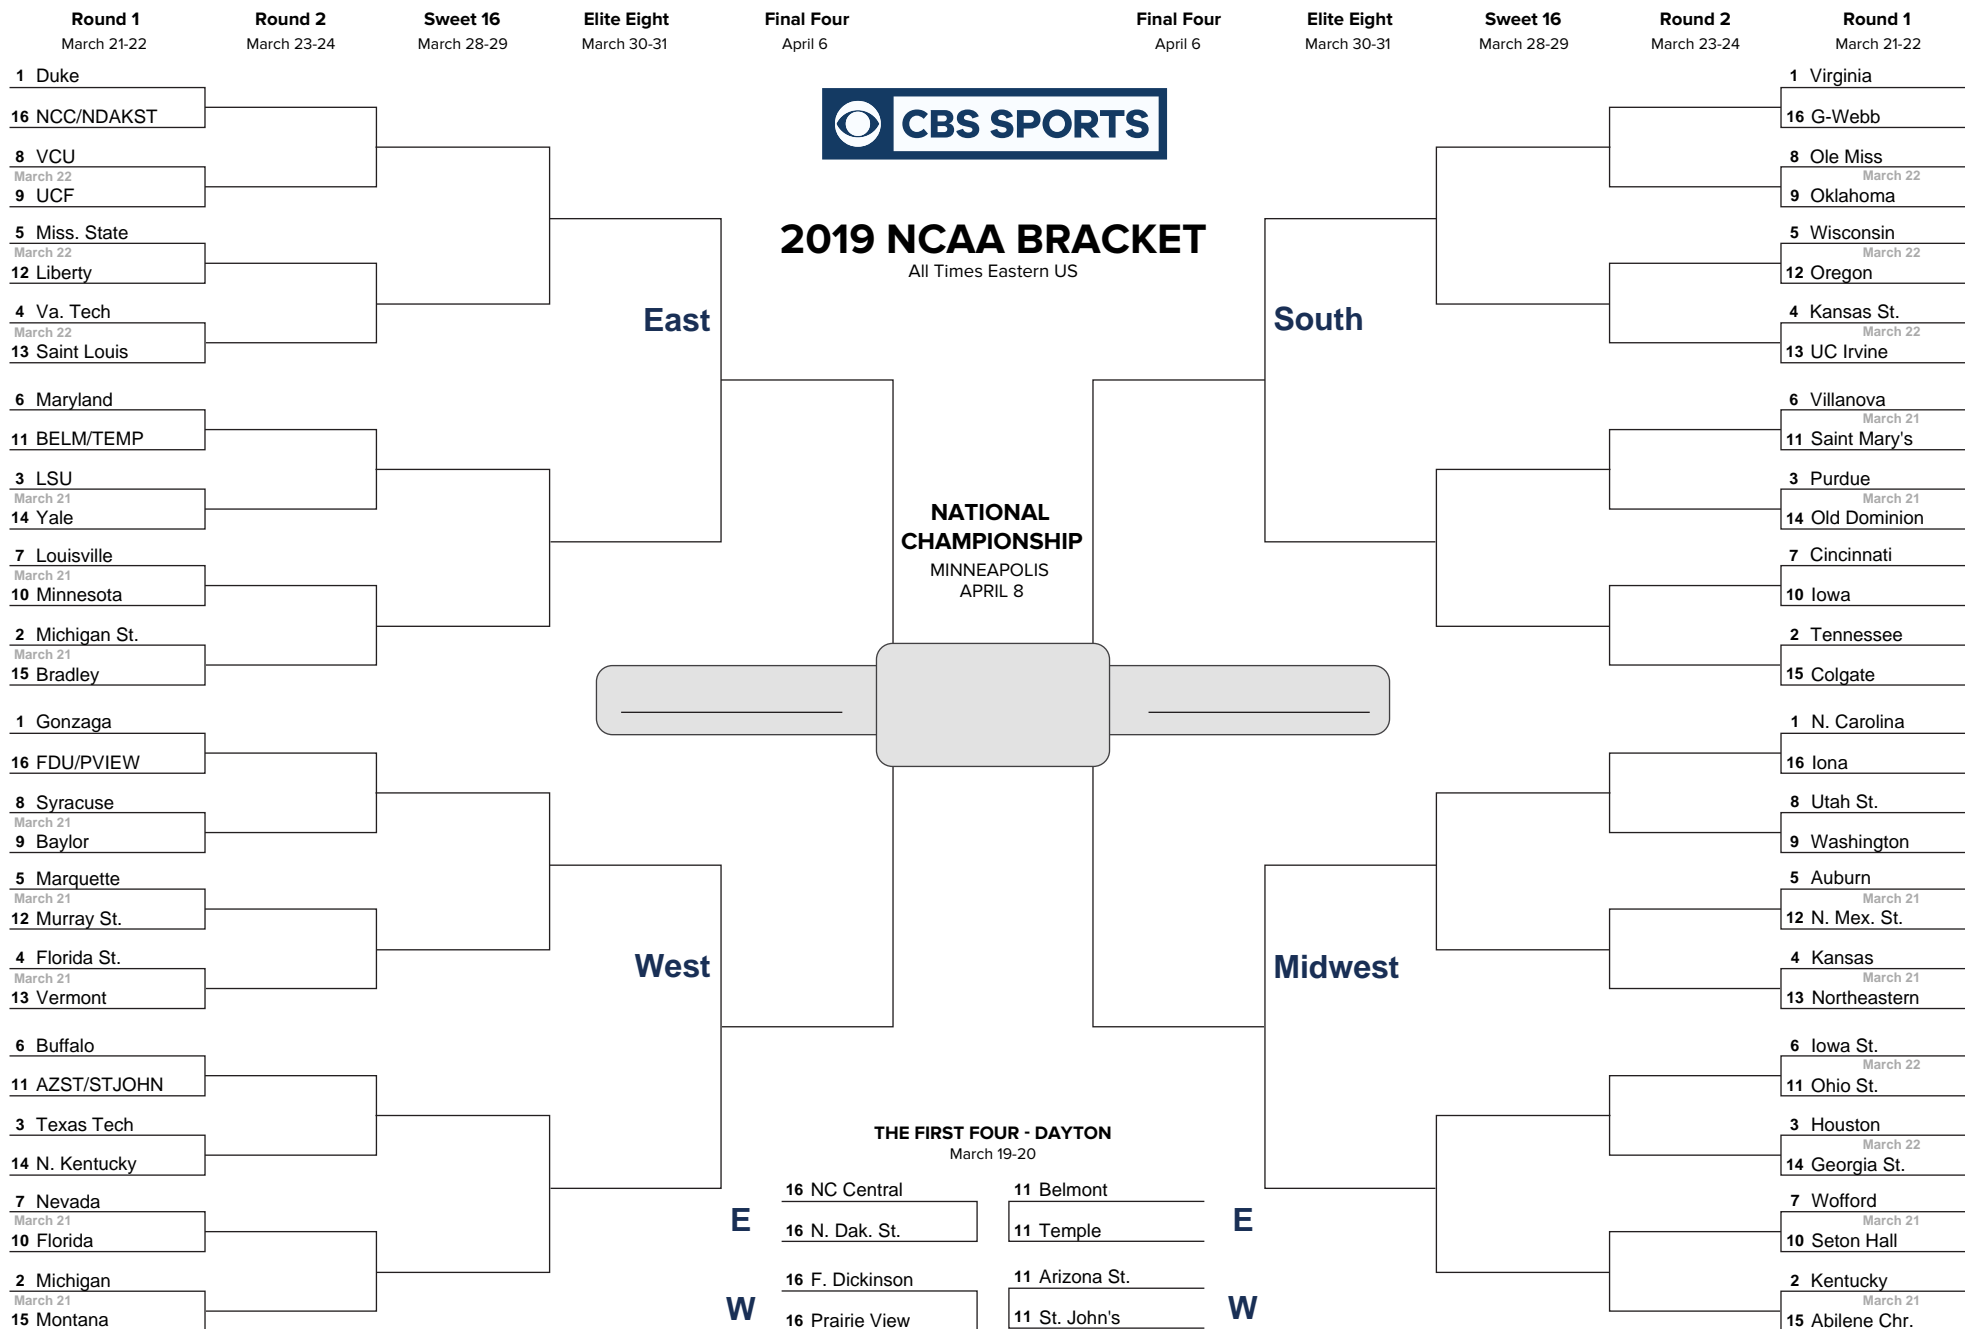 Round 1
March 21-22
Round 2
March 23-24
Sweet 16
March 28-29
Elite Eight
March 30-31
Final Four
April 6
Final Four
April 6
Elite Eight
March 30-31
Sweet 16
March 28-29
Round 2
March 23-24
Round 1
March 21-22
CBS SPORTS
2019 NCAA BRACKET
All Times Eastern US
East
1 Duke
16 NCC/NDAKST
8 VCU
March 22
9 UCF
5 Miss. State
March 22
12 Liberty
4 Va. Tech
March 22
13 Saint Louis
6 Maryland
11 BELM/TEMP
3 LSU
March 21
14 Yale
7 Louisville
March 21
10 Minnesota
2 Michigan St.
March 21
15 Bradley
West
1 Gonzaga
16 FDU/PVIEW
8 Syracuse
March 21
9 Baylor
5 Marquette
March 21
12 Murray St.
4 Florida St.
March 21
13 Vermont
6 Buffalo
11 AZST/STJOHN
3 Texas Tech
14 N. Kentucky
7 Nevada
March 21
10 Florida
2 Michigan
March 21
15 Montana
NATIONAL
CHAMPIONSHIP
MINNEAPOLIS
APRIL 8
South
1 Virginia
16 G-Webb
8 Ole Miss
March 22
9 Oklahoma
5 Wisconsin
March 22
12 Oregon
4 Kansas St.
March 22
13 UC Irvine
6 Villanova
March 21
11 Saint Mary's
3 Purdue
March 21
14 Old Dominion
7 Cincinnati
10 Iowa
2 Tennessee
15 Colgate
Midwest
1 N. Carolina
16 Iona
8 Utah St.
9 Washington
5 Auburn
March 21
12 N. Mex. St.
4 Kansas
March 21
13 Northeastern
6 Iowa St.
March 22
11 Ohio St.
3 Houston
March 22
14 Georgia St.
7 Wofford
March 21
10 Seton Hall
2 Kentucky
March 21
15 Abilene Chr.
THE FIRST FOUR - DAYTON
March 19-20
E
16 NC Central
16 N. Dak. St.
11 Belmont
11 Temple
E
W
16 F. Dickinson
16 Prairie View
11 Arizona St.
11 St. John's
W